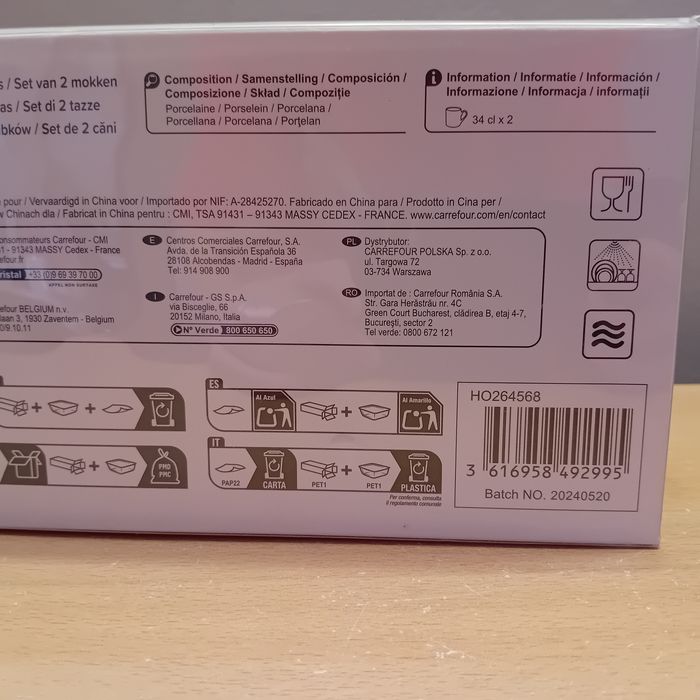 s / Set van 2 mokken
as / Set di 2 tazze
bków / Set de 2 căni
Composition / Samenstelling / Composición /
Composizione / Skład / Compoziție
Porcelaine / Porselein / Porcelana /
Porcellana / Porcelana / Porțelan
Information / Informatie / Información /
Informazione / Informacja / informații
34 cl x 2
pour / Vervaardigd in China voor / Importado por NIF: A-28425270. Fabricado en China para / Prodotto in Cina per /
w Chinach dla / Fabricat in China pentru : CMI, TSA 91431 – 91343 MASSY CEDEX - FRANCE. www.carrefour.com/en/contact
onsommateurs Carrefour - CMI
1 - 91343 MASSY Cedex - France
efour.fr
ristal +33 (0)9 69 39 70 00
APPEL NON SURTAXE
efour BELGIUM n.v.
laan 3, 1930 Zaventem - Belgium
0/9.10.11
E Centros Comerciales Carrefour, S.A.
Avda. de la Transición Española 36
28108 Alcobendas - Madrid - España
Tel: 914 908 900
I Carrefour - GS S.p.A.
via Bisceglie, 66
20152 Milano, Italia
N° Verde 800 650 650
PL Dystrybutor:
CARREFOUR POLSKA Sp. z o.o.
ul. Targowa 72
03-734 Warszawa
RO Importat de : Carrefour România S.A.
Str. Gara Herăstrău nr. 4C
Green Court Bucharest, clădirea B, etaj 4-7,
București, sector 2
Tel verde: 0800 672 121
ES
Al Azul
Al Amarillo
PMD
PMC
IT
PAP22
CARTA
PET1
PET1
PLASTICA
Per conferma, consulta
il regolamento comunale
HO264568
3 616958 492995
Batch NO. 20240520